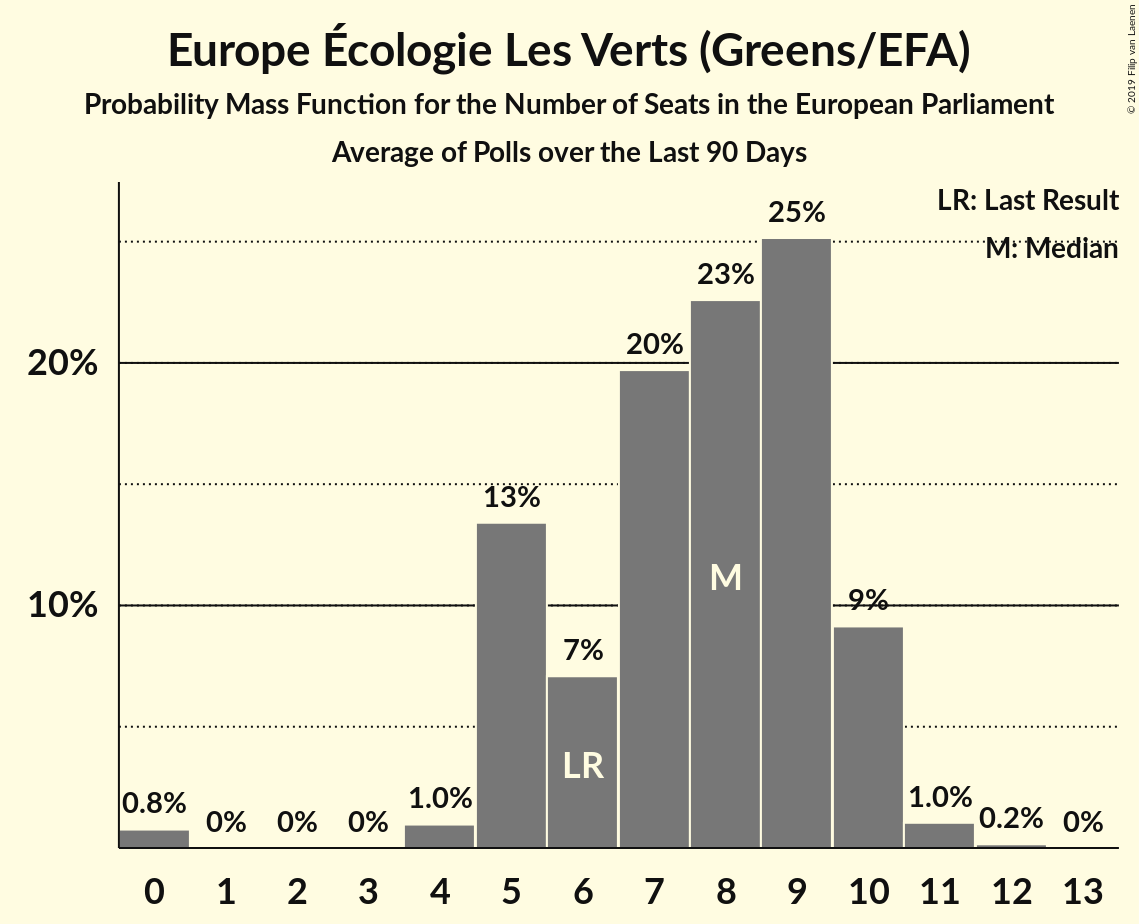 Europe Écologie Les Verts (Greens/EFA)
Probability Mass Function for the Number of Seats in the European Parliament
Average of Polls over the Last 90 Days
© 2019 Filip van Laenen
LR: Last Result
M: Median
25%
23%
20%
20%
13%
M
10%
9%
7%
LR
0.8%
0%
0%
0%
1.0%
1.0%
0.2%
0%
0 1 2 3 4 5 6 7 8 9 10 11 12 13